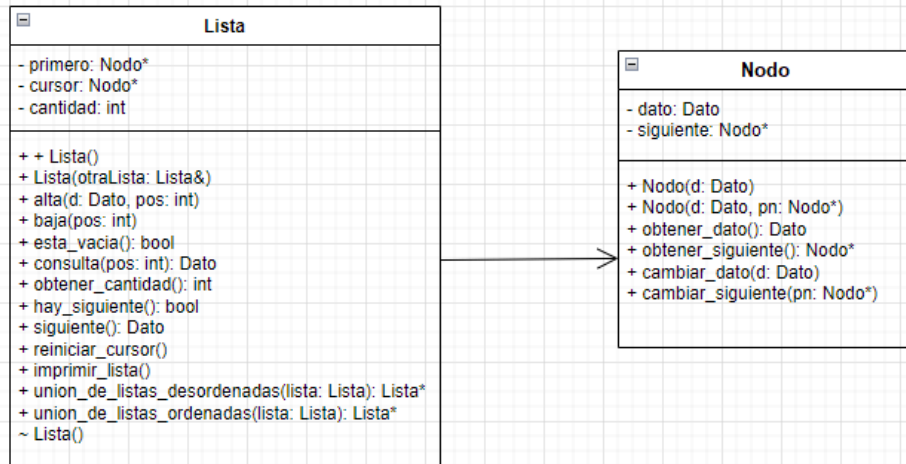 Lista
- primero: Nodo*
- cursor: Nodo*
- cantidad: int
+ + Lista()
+ Lista(otraLista: Lista&)
+ alta(d: Dato, pos: int)
+ baja(pos: int)
+ esta_vacia(): bool
+ consulta(pos: int): Dato
+ obtener_cantidad(): int
+ hay_siguiente(): bool
+ siguiente(): Dato
+ reiniciar_cursor()
+ imprimir_lista()
+ union_de_listas_desordenadas(lista: Lista): Lista*
+ union_de_listas_ordenadas(lista: Lista): Lista*
~ Lista()
Nodo
- dato: Dato
- siguiente: Nodo*
+ Nodo(d: Dato)
+ Nodo(d: Dato, pn: Nodo*)
+ obtener_dato(): Dato
+ obtener_siguiente(): Nodo*
+ cambiar_dato(d: Dato)
+ cambiar_siguiente(pn: Nodo*)